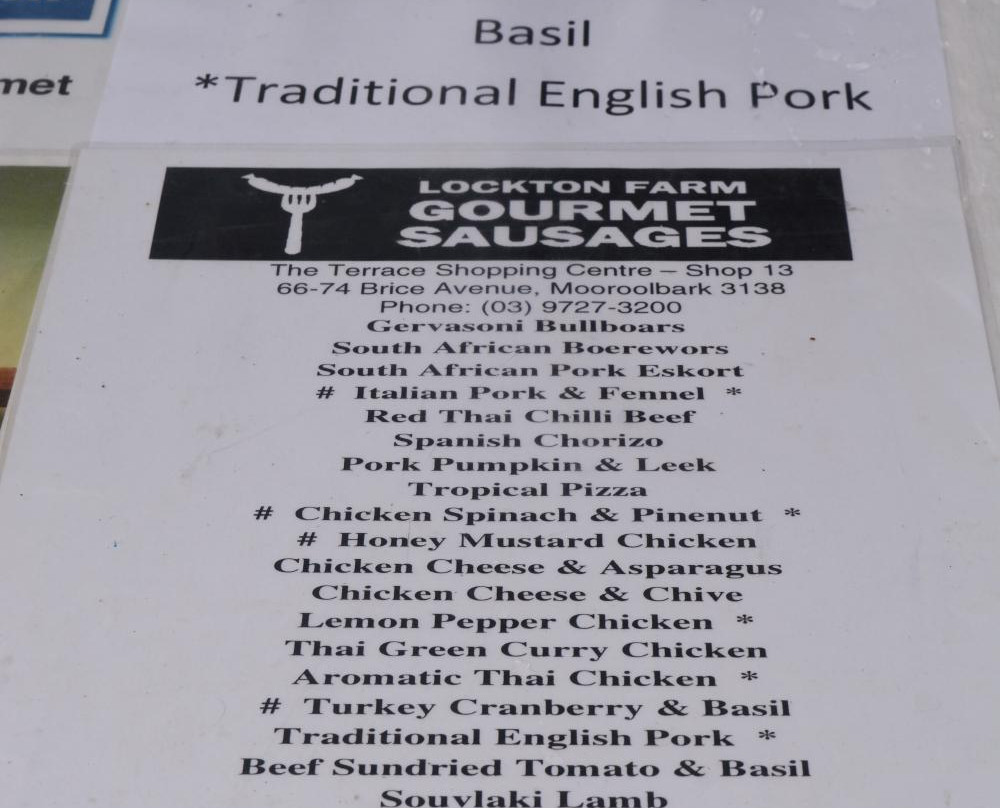 Basil
*Traditional English Pork
met
LOCKTON FARM
GOURMET
SAUSAGES
The Terrace Shopping Centre – Shop 13
66-74 Brice Avenue, Mooroolbark 3138
Phone: (03) 9727-3200
Gervasoni Bullboars
South African Boerewors
South African Pork Eskort
# Italian Pork & Fennel *
Red Thai Chilli Beef
Spanish Chorizo
Pork Pumpkin & Leek
Tropical Pizza
# Chicken Spinach & Pinenut *
# Honey Mustard Chicken
Chicken Cheese & Asparagus
Chicken Cheese & Chive
Lemon Pepper Chicken *
Thai Green Curry Chicken
Aromatic Thai Chicken *
# Turkey Cranberry & Basil
Traditional English Pork *
Beef Sundried Tomato & Basil
Souvlaki Lamb